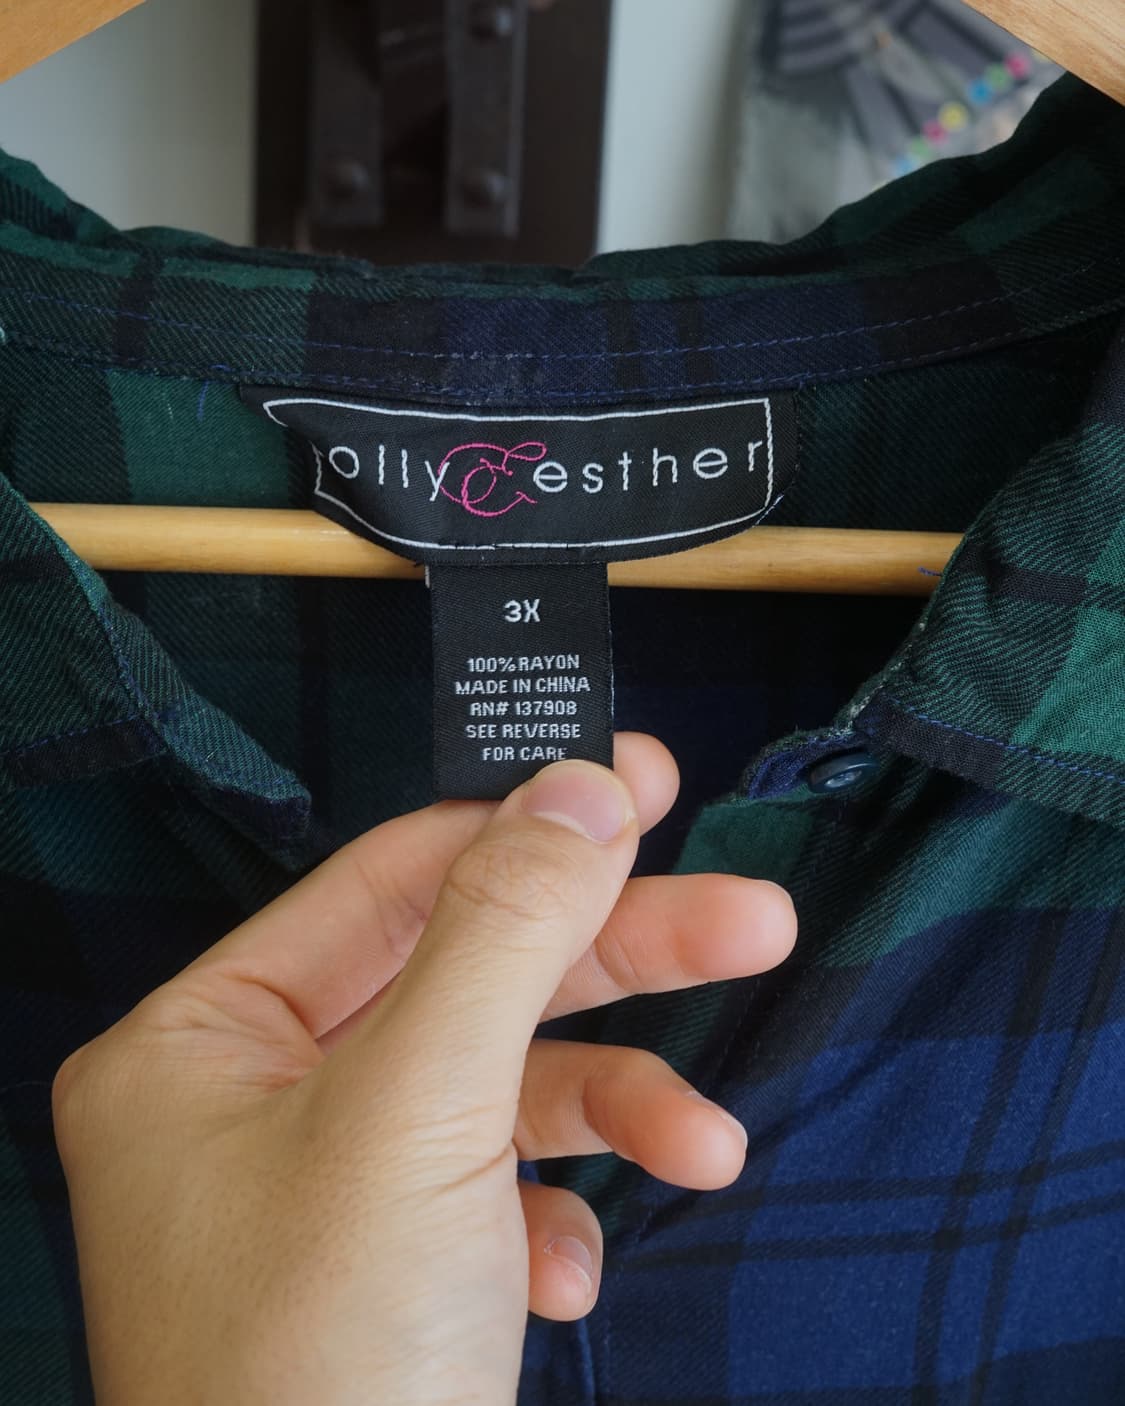 olly & esther
3X
100% RAYON
MADE IN CHINA
RN# 137908
SEE REVERSE
FOR CARE